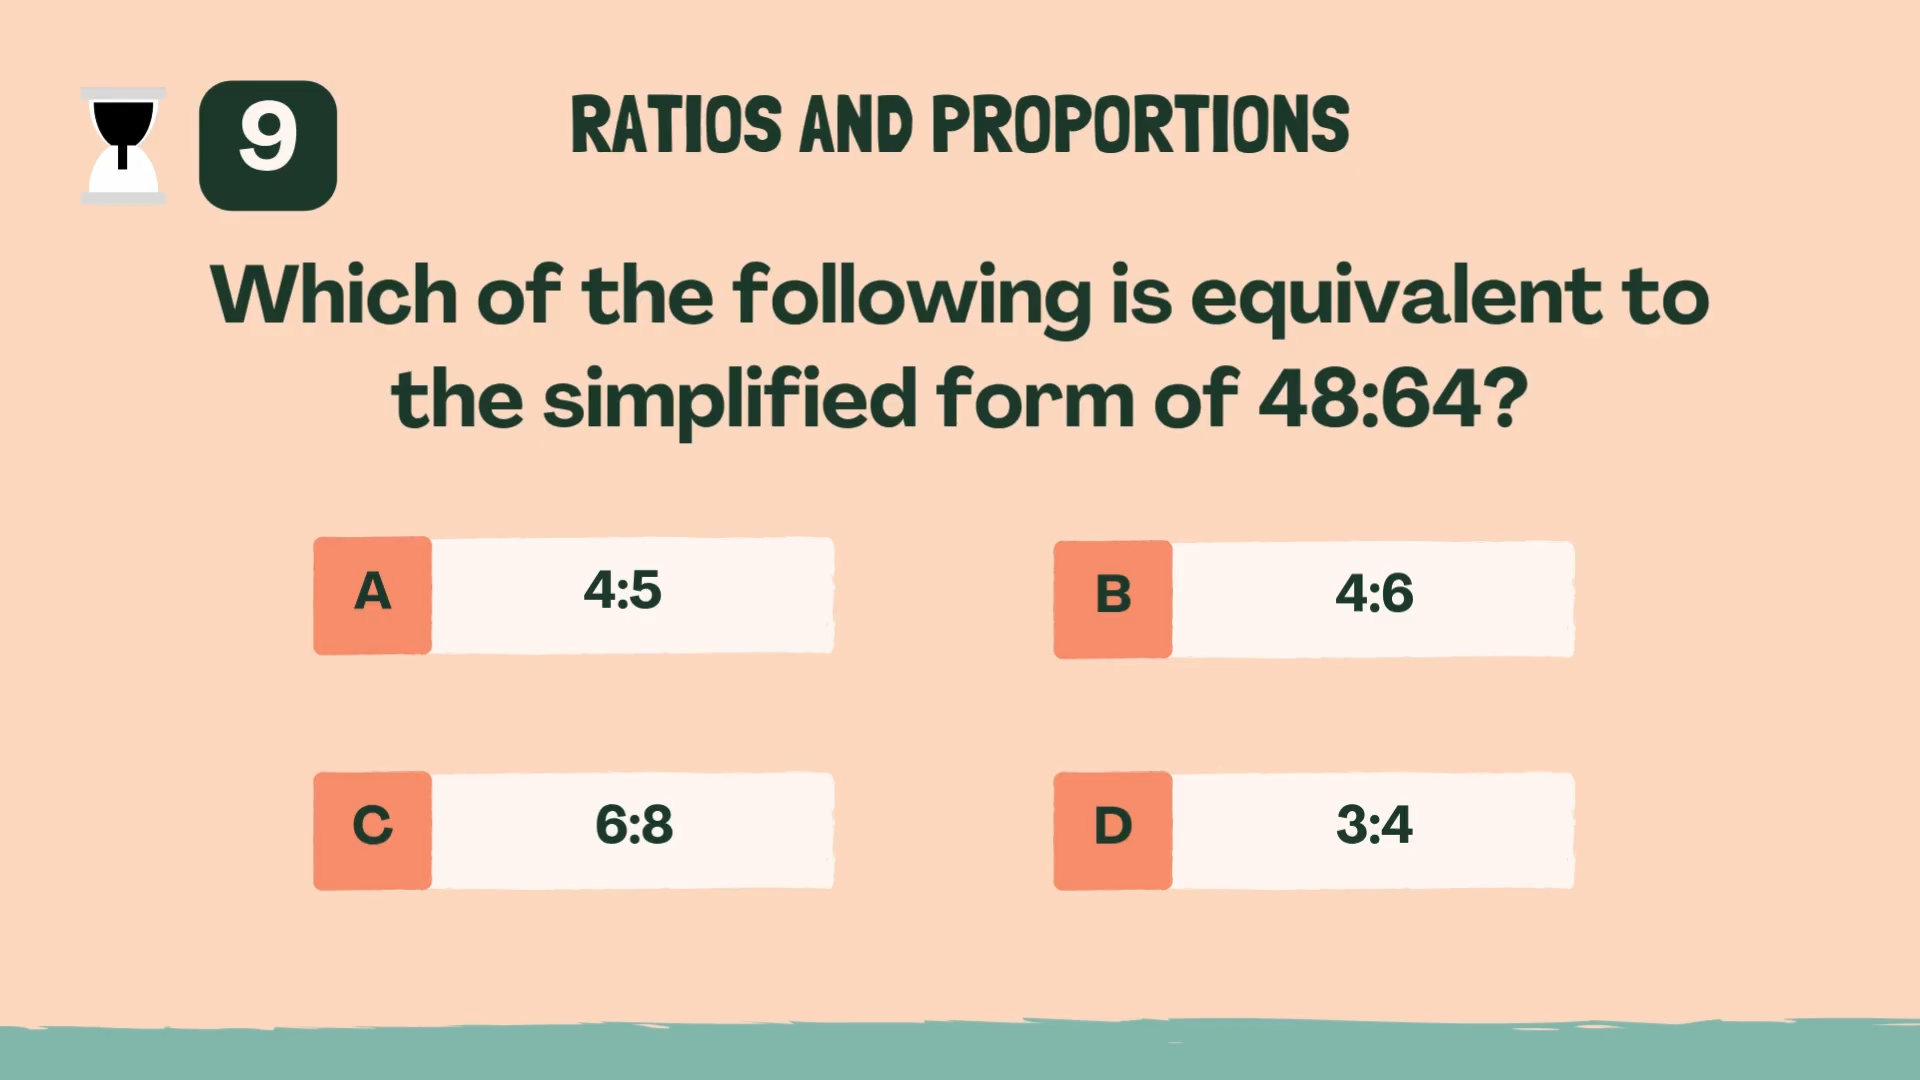 9
RATIOS AND PROPORTIONS
Which of the following is equivalent to
the simplified form of 48:64?
A 4:5
B 4:6
C 6:8
D 3:4